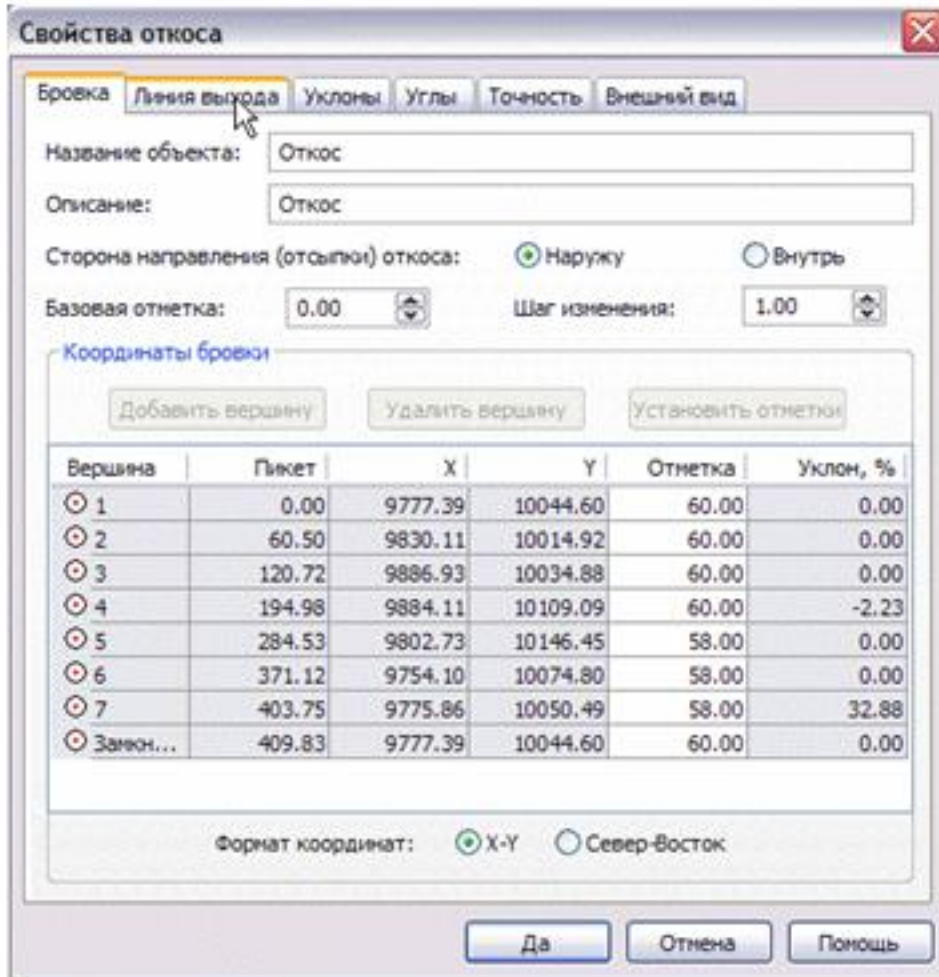 Свойства откоса
Бровка Линия выхода Уклоны Углы Точность Внешний вид
Название объекта: Откос
Описание: Откос
Сторона направления (отсыпки) откоса: Наружу Внутрь
Базовая отметка: 0.00 Шаг изменения: 1.00
Координаты бровки
Добавить вершину Удалить вершину Установить отметки
Вершина Пикет X Y Отметка Уклон, %
1 0.00 9777.39 10044.60 60.00 0.00
2 60.50 9830.11 10014.92 60.00 0.00
3 120.72 9886.93 10034.88 60.00 0.00
4 194.98 9884.11 10109.09 60.00 -2.23
5 284.53 9802.73 10146.45 58.00 0.00
6 371.12 9754.10 10074.80 58.00 0.00
7 403.75 9775.86 10050.49 58.00 32.88
Замкн... 409.83 9777.39 10044.60 60.00 0.00
Формат координат: X-Y Север-Восток
Да Отмена Помощь